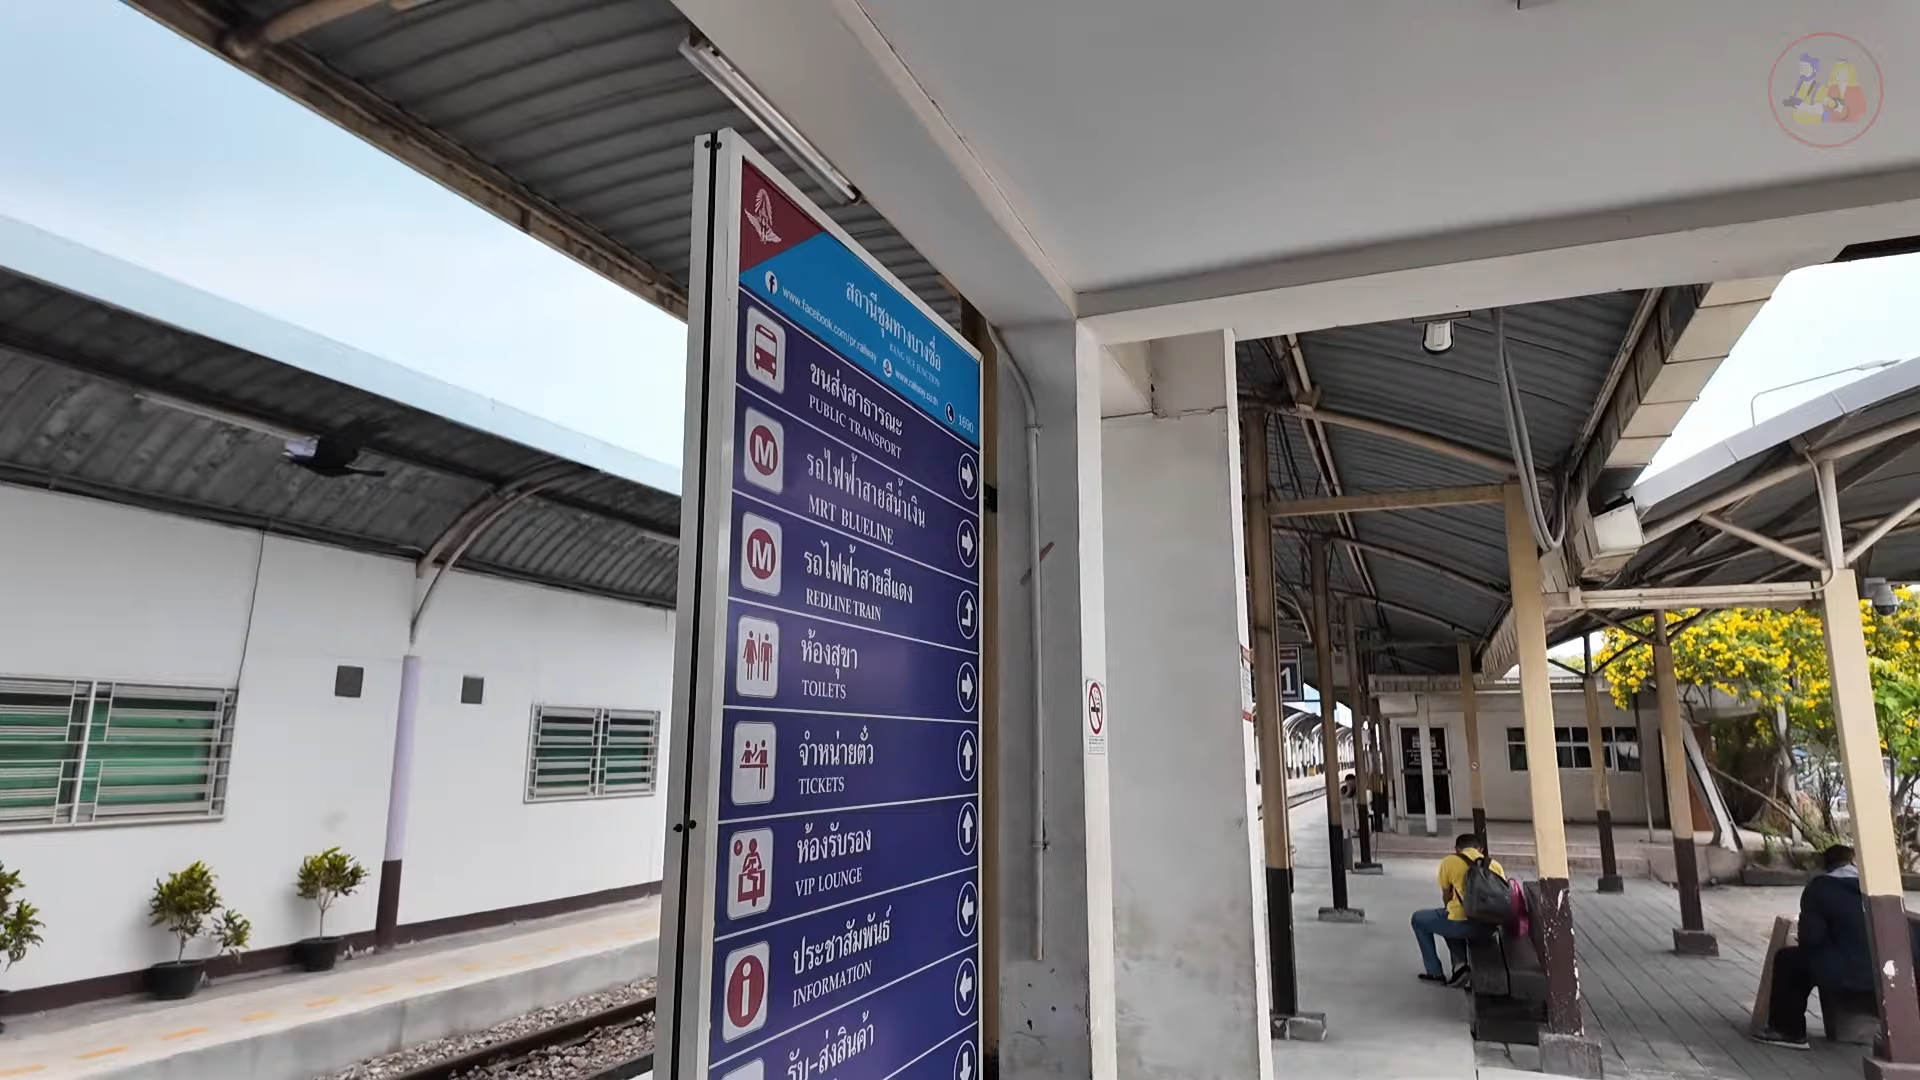 สถานีชุมทางบางซื่อ
BANG SUE JUNCTION
www.facebook.com/pr.railway
www.railway.co.th
1690
ขนส่งสาธารณะ
PUBLIC TRANSPORT
M
รถไฟฟ้าสายสีน้ำเงิน
MRT BLUELINE
M
รถไฟฟ้าสายสีแดง
REDLINE TRAIN
ห้องสุขา
TOILETS
จำหน่ายตั๋ว
TICKETS
ห้องรับรอง
VIP LOUNGE
ประชาสัมพันธ์
INFORMATION
รับ-ส่งสินค้า
1